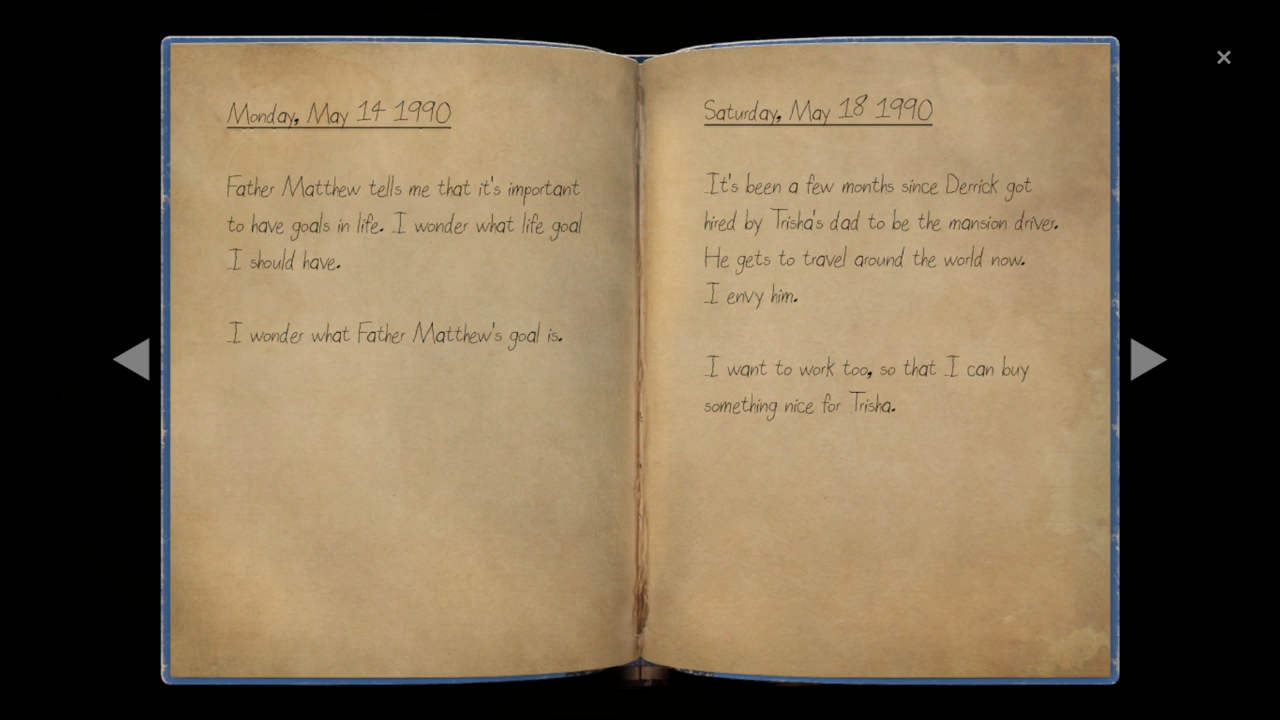 Monday, May 14 1990
Father Matthew tells me that it's important
to have goals in life. I wonder what life goal
I should have.
I wonder what Father Matthew's goal is.
Saturday, May 18 1990
It's been a few months since Derrick got
hired by Trisha's dad to be the mansion driver.
He gets to travel around the world now.
I envy him.
I want to work too, so that I can buy
something nice for Trisha.